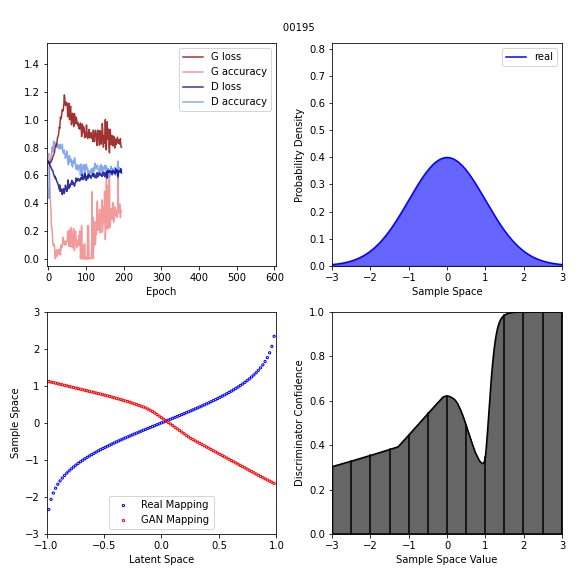 00195
1.4
1.2
1.0
0.8
0.6
0.4
0.2
0.0
0 100 200 300 400 500 600
Epoch
G loss
G accuracy
D loss
D accuracy
0.8
0.7
0.6
0.5
0.4
0.3
0.2
0.1
0.0
Probability Density
−3 −2 −1 0 1 2 3
Sample Space
real
3
2
1
0
−1
−2
−3
Sample Space
−1.0 −0.5 0.0 0.5 1.0
Latent Space
Real Mapping
GAN Mapping
1.0
0.8
0.6
0.4
0.2
0.0
Discriminator Confidence
−3 −2 −1 0 1 2 3
Sample Space Value